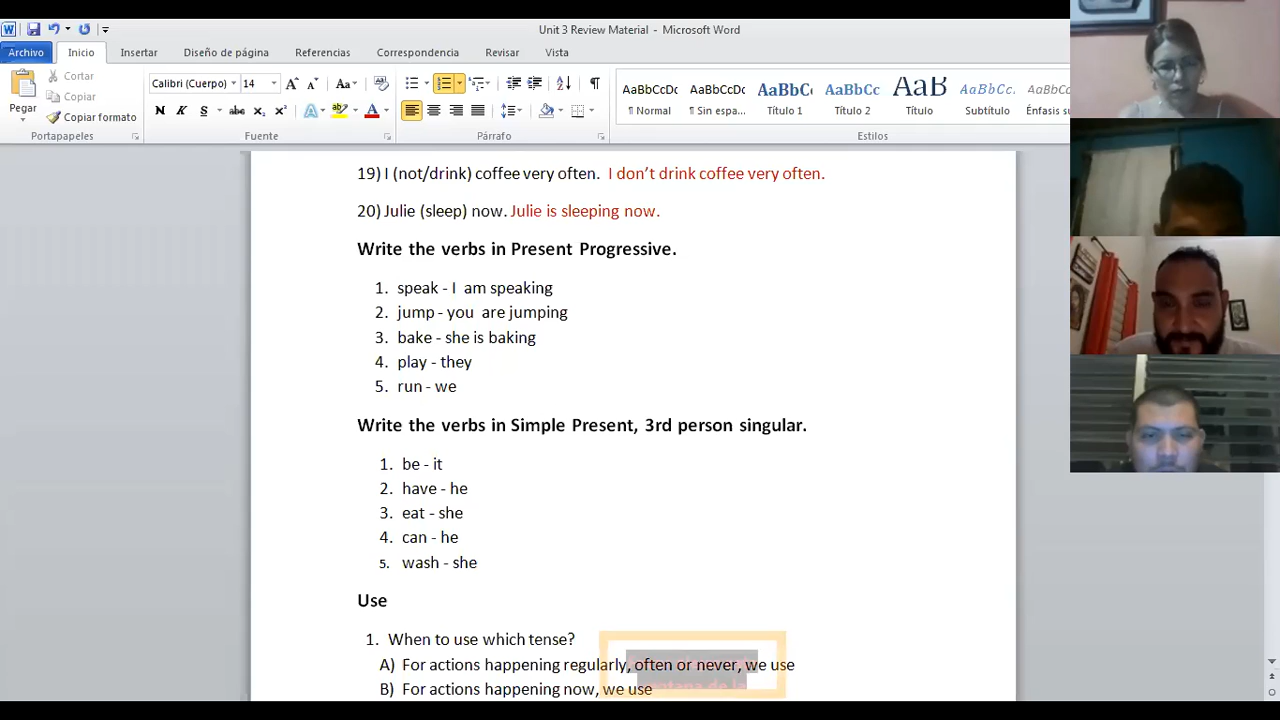 Unit 3 Review Material - Microsoft Word
Archivo Inicio Insertar Diseño de página Referencias Correspondencia Revisar Vista
Pegar
Cortar
Copiar
Copiar formato
Portapapeles
Calibri (Cuerpo) 14
Fuente
Párrafo
AaBbCcDc AaBbCcDc AaBbCc AaBbCc AaB AaBbCc AaBbCc
¶ Normal ¶ Sin espa... Título 1 Título 2 Título Subtítulo Énfasis su
Estilos
19) I (not/drink) coffee very often. I don't drink coffee very often.
20) Julie (sleep) now. Julie is sleeping now.
Write the verbs in Present Progressive.
1. speak - I am speaking
2. jump - you are jumping
3. bake - she is baking
4. play - they
5. run - we
Write the verbs in Simple Present, 3rd person singular.
1. be - it
2. have - he
3. eat - she
4. can - he
5. wash - she
Use
1. When to use which tense?
A) For actions happening regularly, often or never, we use
B) For actions happening now, we use
ventana de la